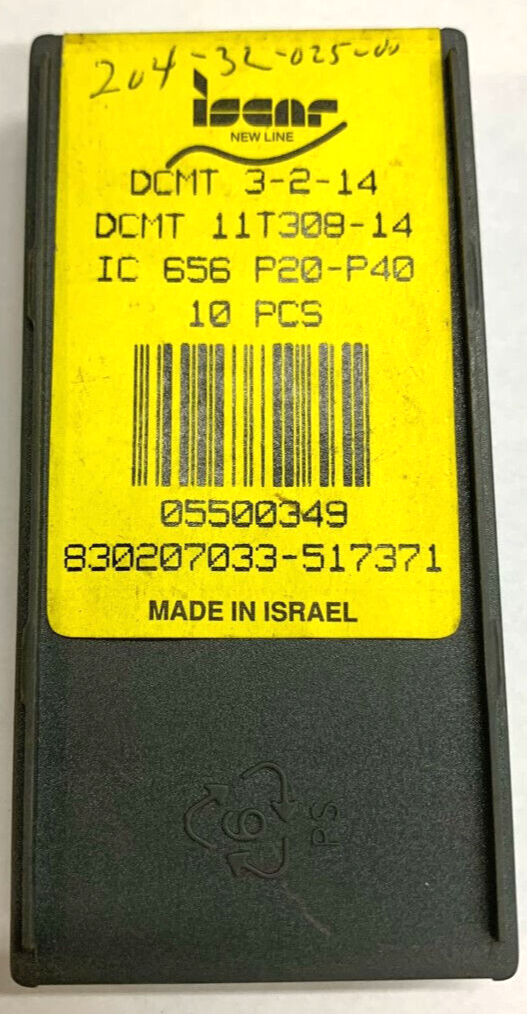 204-32-025-00
iscar
NEW LINE
DCMT 3-2-14
DCMT 11T308-14
IC 656 P20-P40
10 PCS
05500349
830207033-517371
MADE IN ISRAEL
6
PS